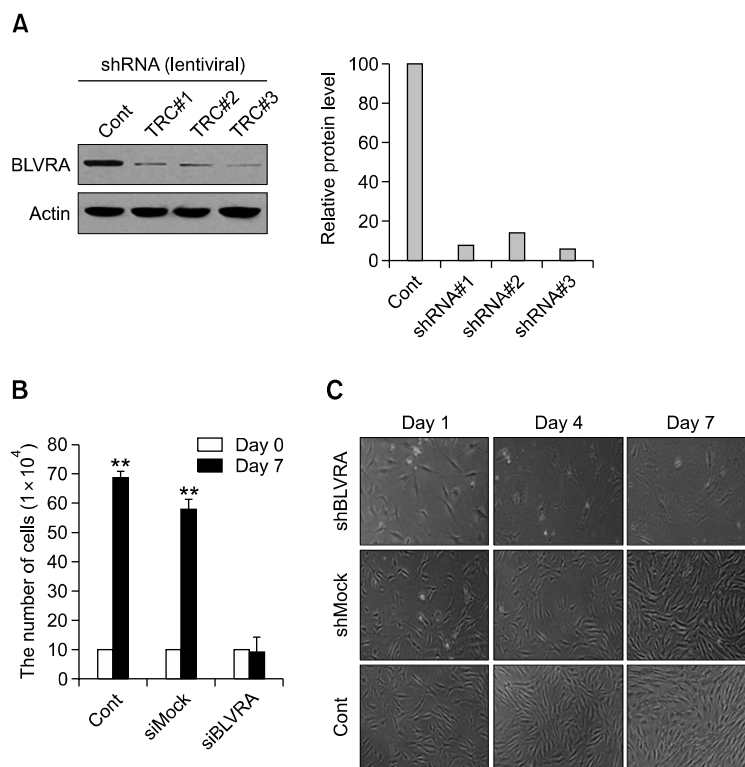 A
shRNA (lentiviral)
Cont
TRC#1
TRC#2
TRC#3
BLVRA
Actin
Relative protein level
100
80
60
40
20
0
Cont
shRNA#1
shRNA#2
shRNA#3
B
The number of cells (1 × 10⁴)
80
70
60
50
40
30
20
10
0
**
**
Day 0
Day 7
Cont
siMock
siBLVRA
C
Day 1
Day 4
Day 7
shBLVRA
shMock
Cont